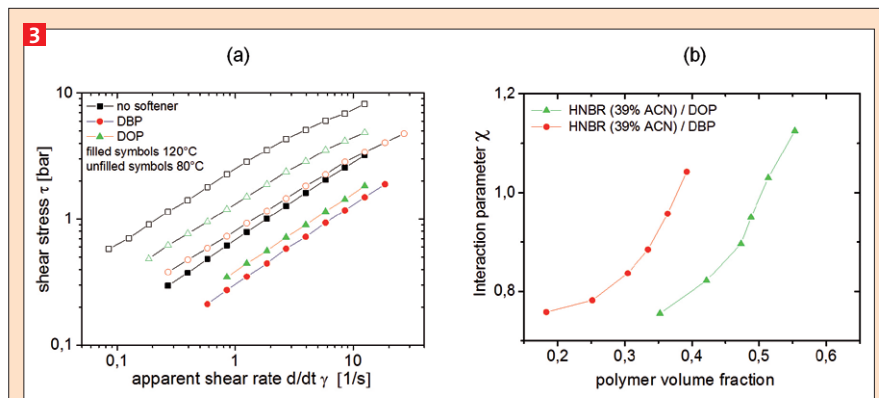 3
(a)
10
1
0,1
0,1
1
10
shear stress τ [bar]
apparent shear rate d/dt γ [1/s]
no softener
DBP
DOP
filled symbols 120°C
unfilled symbols 80°C
(b)
1,2
1,0
0,8
0,2
0,3
0,4
0,5
0,6
Interaction parameter χ
polymer volume fraction
HNBR (39% ACN) / DOP
HNBR (39% ACN) / DBP